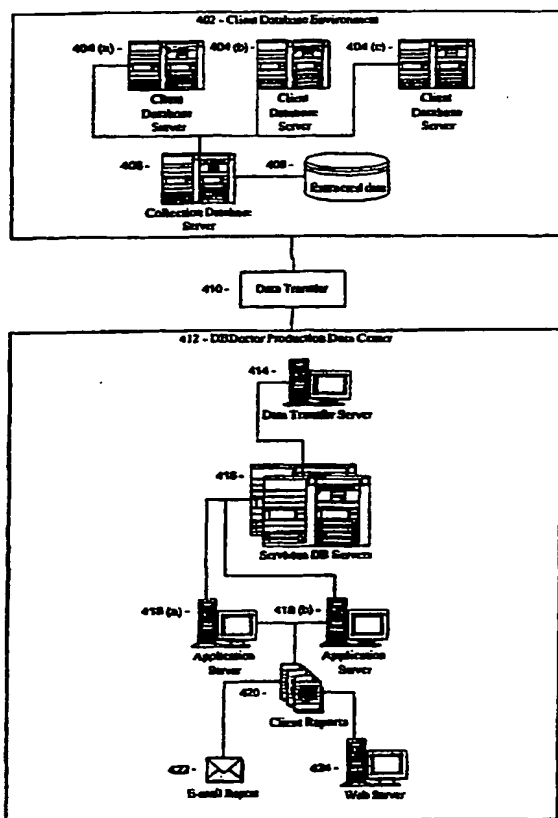 402 - Client Database Environment
404 (a) -
404 (b) -
404 (c) -
Client
Database
Server
Client
Database
Server
Client
Database
Server
406 -
408 -
Extracted data
Collection Database
Server
410 -
Data Transfer
412 - DBDoctor Production Data Center
414 -
Data Transfer Server
416 -
DB Servers
418 (a) -
418 (b) -
Application
Server
Application
Server
420 -
Client Reports
422 -
424 -
E-mail Report
Web Server